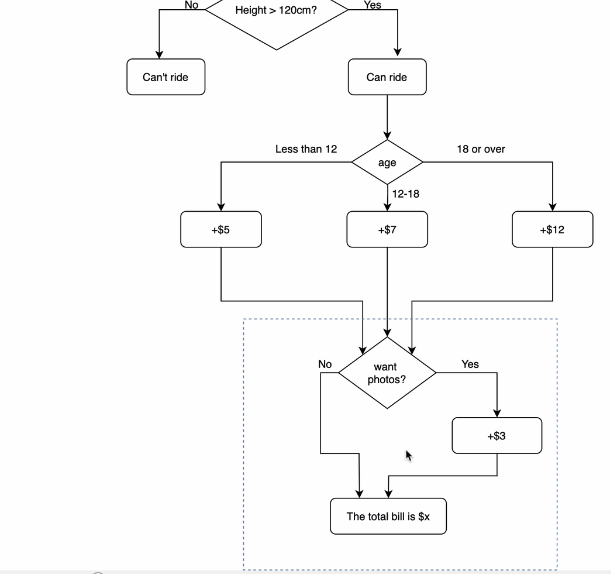 No
Height > 120cm?
Yes
Can't ride
Can ride
Less than 12
age
18 or over
12-18
+$5
+$7
+$12
No
want
photos?
Yes
+$3
The total bill is $x